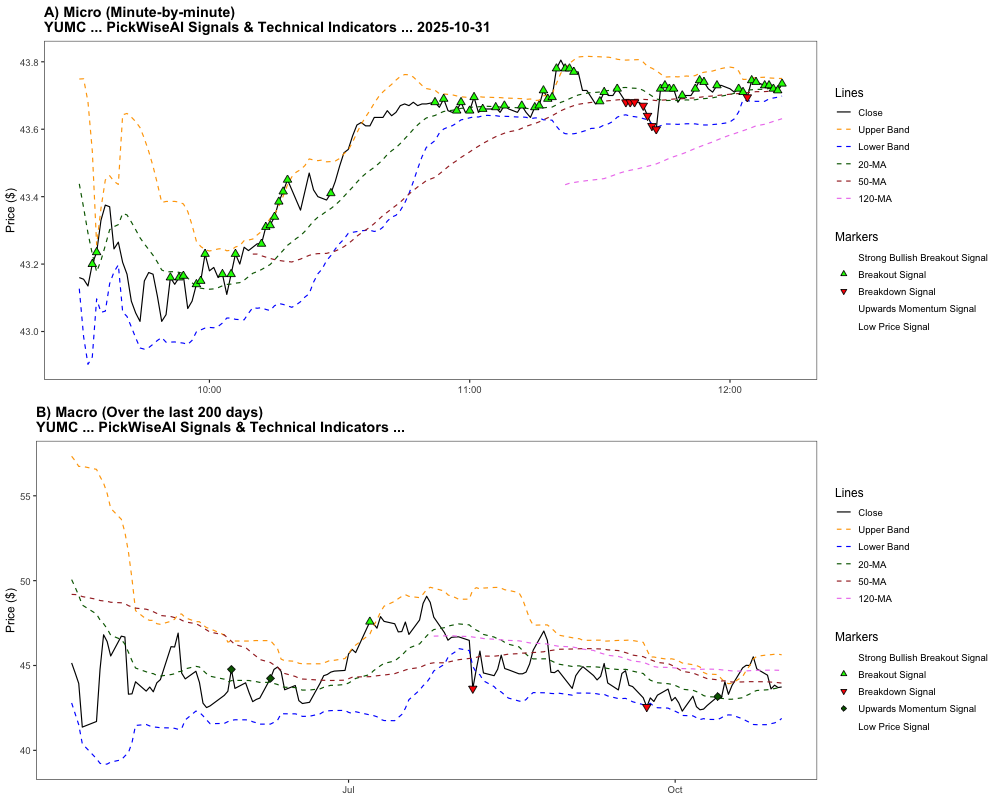 A) Micro (Minute-by-minute)
YUMC ... PickWiseAI Signals & Technical Indicators ... 2025-10-31
Price ($)
43.8
43.6
43.4
43.2
43.0
10:00
11:00
12:00
Lines
Close
Upper Band
Lower Band
20-MA
50-MA
120-MA
Markers
Strong Bullish Breakout Signal
Breakout Signal
Breakdown Signal
Upwards Momentum Signal
Low Price Signal
B) Macro (Over the last 200 days)
YUMC ... PickWiseAI Signals & Technical Indicators ...
Price ($)
55
50
45
40
Jul
Oct
Lines
Close
Upper Band
Lower Band
20-MA
50-MA
120-MA
Markers
Strong Bullish Breakout Signal
Breakout Signal
Breakdown Signal
Upwards Momentum Signal
Low Price Signal